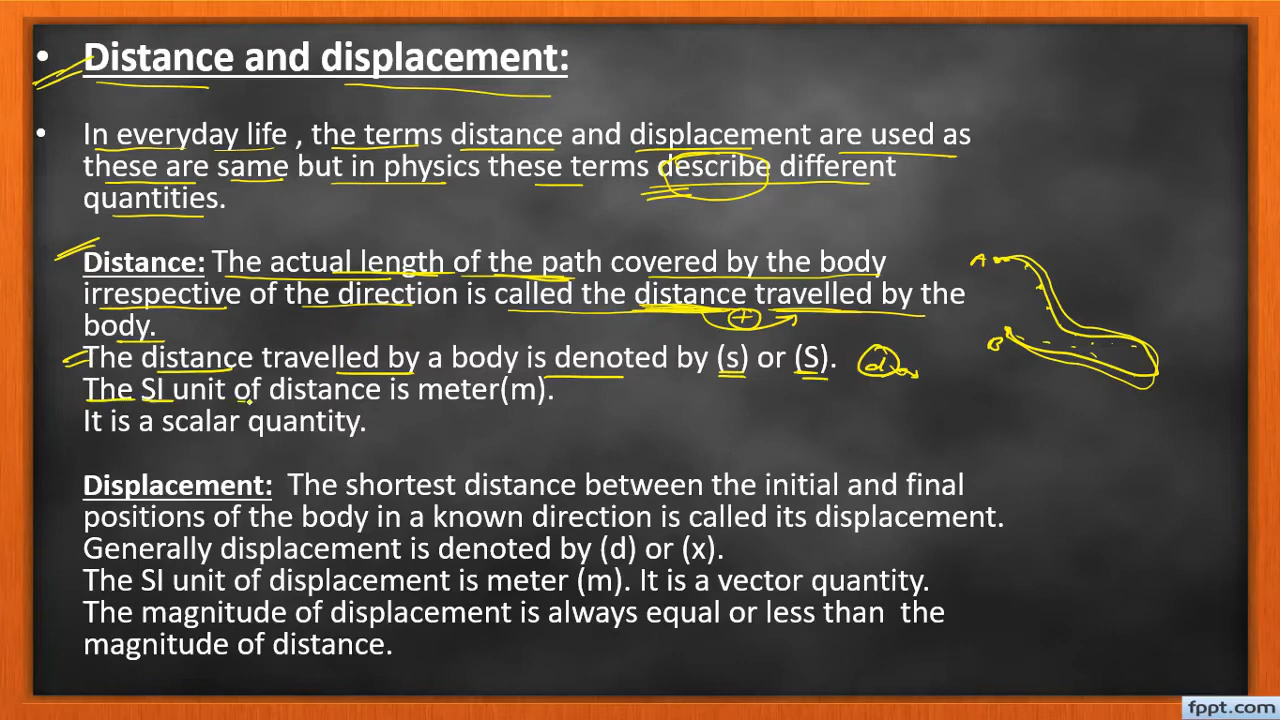 • Distance and displacement:
• In everyday life , the terms distance and displacement are used as
these are same but in physics these terms describe different
quantities.
Distance: The actual length of the path covered by the body
irrespective of the direction is called the distance travelled by the
body.
+
The distance travelled by a body is denoted by (s) or (S). d
The SI unit of distance is meter(m).
It is a scalar quantity.
A
B
Displacement: The shortest distance between the initial and final
positions of the body in a known direction is called its displacement.
Generally displacement is denoted by (d) or (x).
The SI unit of displacement is meter (m). It is a vector quantity.
The magnitude of displacement is always equal or less than the
magnitude of distance.
fppt.com